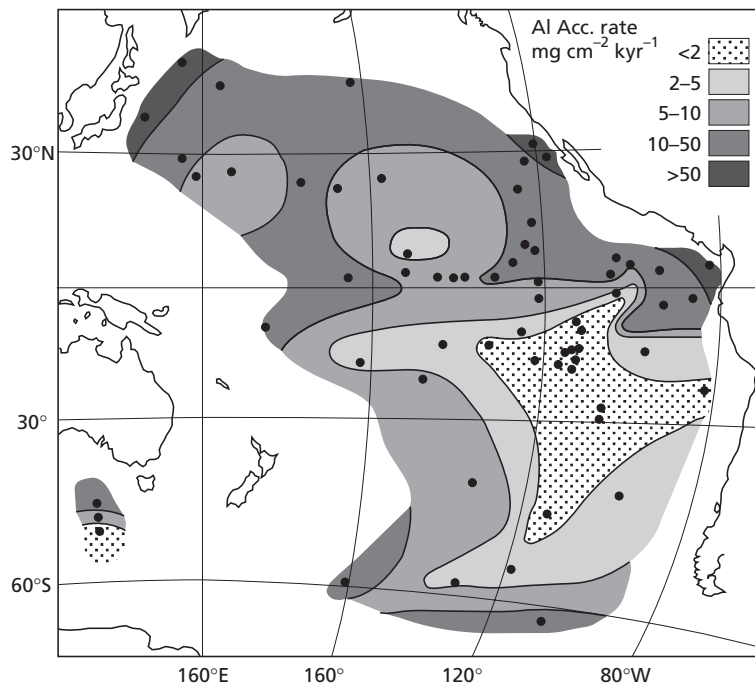 Al Acc. rate
mg cm⁻² kyr⁻¹
<2
2–5
5–10
10–50
>50
30°N
30°
60°S
160°E
160°
120°
80°W